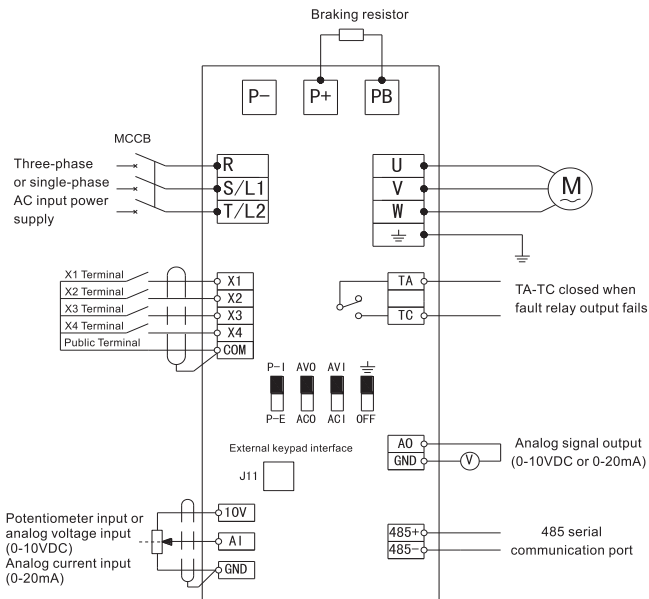 Braking resistor
P−
P+
PB
MCCB
Three-phase
or single-phase
AC input power
supply
R
S/L1
T/L2
U
V
W
M
X1 Terminal
X2 Terminal
X3 Terminal
X4 Terminal
Public Terminal
X1
X2
X3
X4
COM
TA
TC
TA-TC closed when
fault relay output fails
P-I AVO AVI
P-E ACO ACI OFF
External keypad interface
J11
AO
GND
V
Analog signal output
(0-10VDC or 0-20mA)
Potentiometer input or
analog voltage input
(0-10VDC)
Analog current input
(0-20mA)
10V
AI
GND
485+
485-
485 serial
communication port